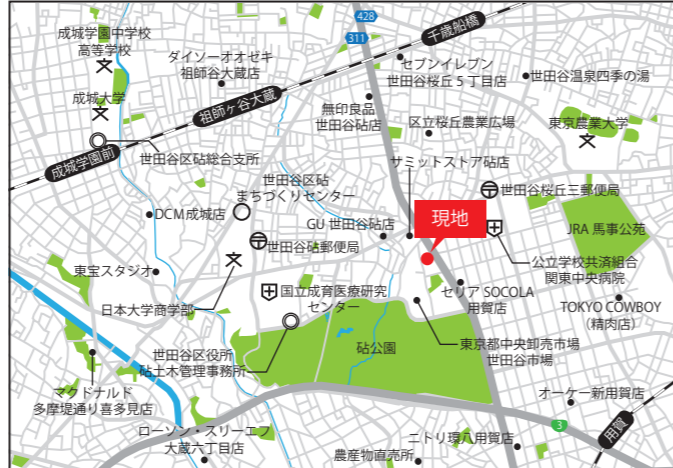 428
311
千歳船橋
成城学園中学校
高等学校
ダイソーオオゼキ
祖師谷大蔵店
セブンイレブン
世田谷桜丘5丁目店
世田谷温泉四季の湯
成城大学
祖師ヶ谷大蔵
無印良品
世田谷砧店
区立桜丘農業広場
東京農業大学
成城学園前
世田谷区砧総合支所
サミットストア砧店
世田谷区砧
まちづくりセンター
世田谷桜丘三郵便局
DCM成城店
GU 世田谷砧店
現地
JRA 馬事公苑
世田谷砧郵便局
公立学校共済組合
関東中央病院
東宝スタジオ
日本大学商学部
国立成育医療研究
センター
セリア SOCOLA
用賀店
TOKYO COWBOY
（精肉店）
世田谷区役所
砧土木管理事務所
砧公園
東京都中央卸売市場
世田谷市場
マクドナルド
多摩堤通り喜多見店
オーケー新用賀店
3
用賀
ローソン・スリーエフ
大蔵六丁目店
ニトリ環八用賀店
農産物直売所